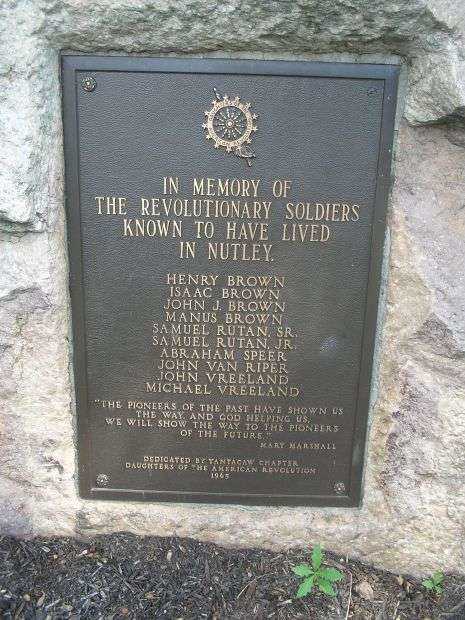 IN MEMORY OF
THE REVOLUTIONARY SOLDIERS
KNOWN TO HAVE LIVED
IN NUTLEY.
HENRY BROWN
ISAAC BROWN
JOHN J. BROWN
MANUS BROWN
SAMUEL RUTAN, SR.
SAMUEL RUTAN, JR.
ABRAHAM SPEER
JOHN VAN RIPER
JOHN VREELAND
MICHAEL VREELAND
"THE PIONEERS OF THE PAST HAVE SHOWN US
THE WAY, AND GOD HELPING US,
WE WILL SHOW THE WAY TO THE PIONEERS
OF THE FUTURE."
MARY MARSHALL
DEDICATED BY YANTACAW CHAPTER
DAUGHTERS OF THE AMERICAN REVOLUTION
1965